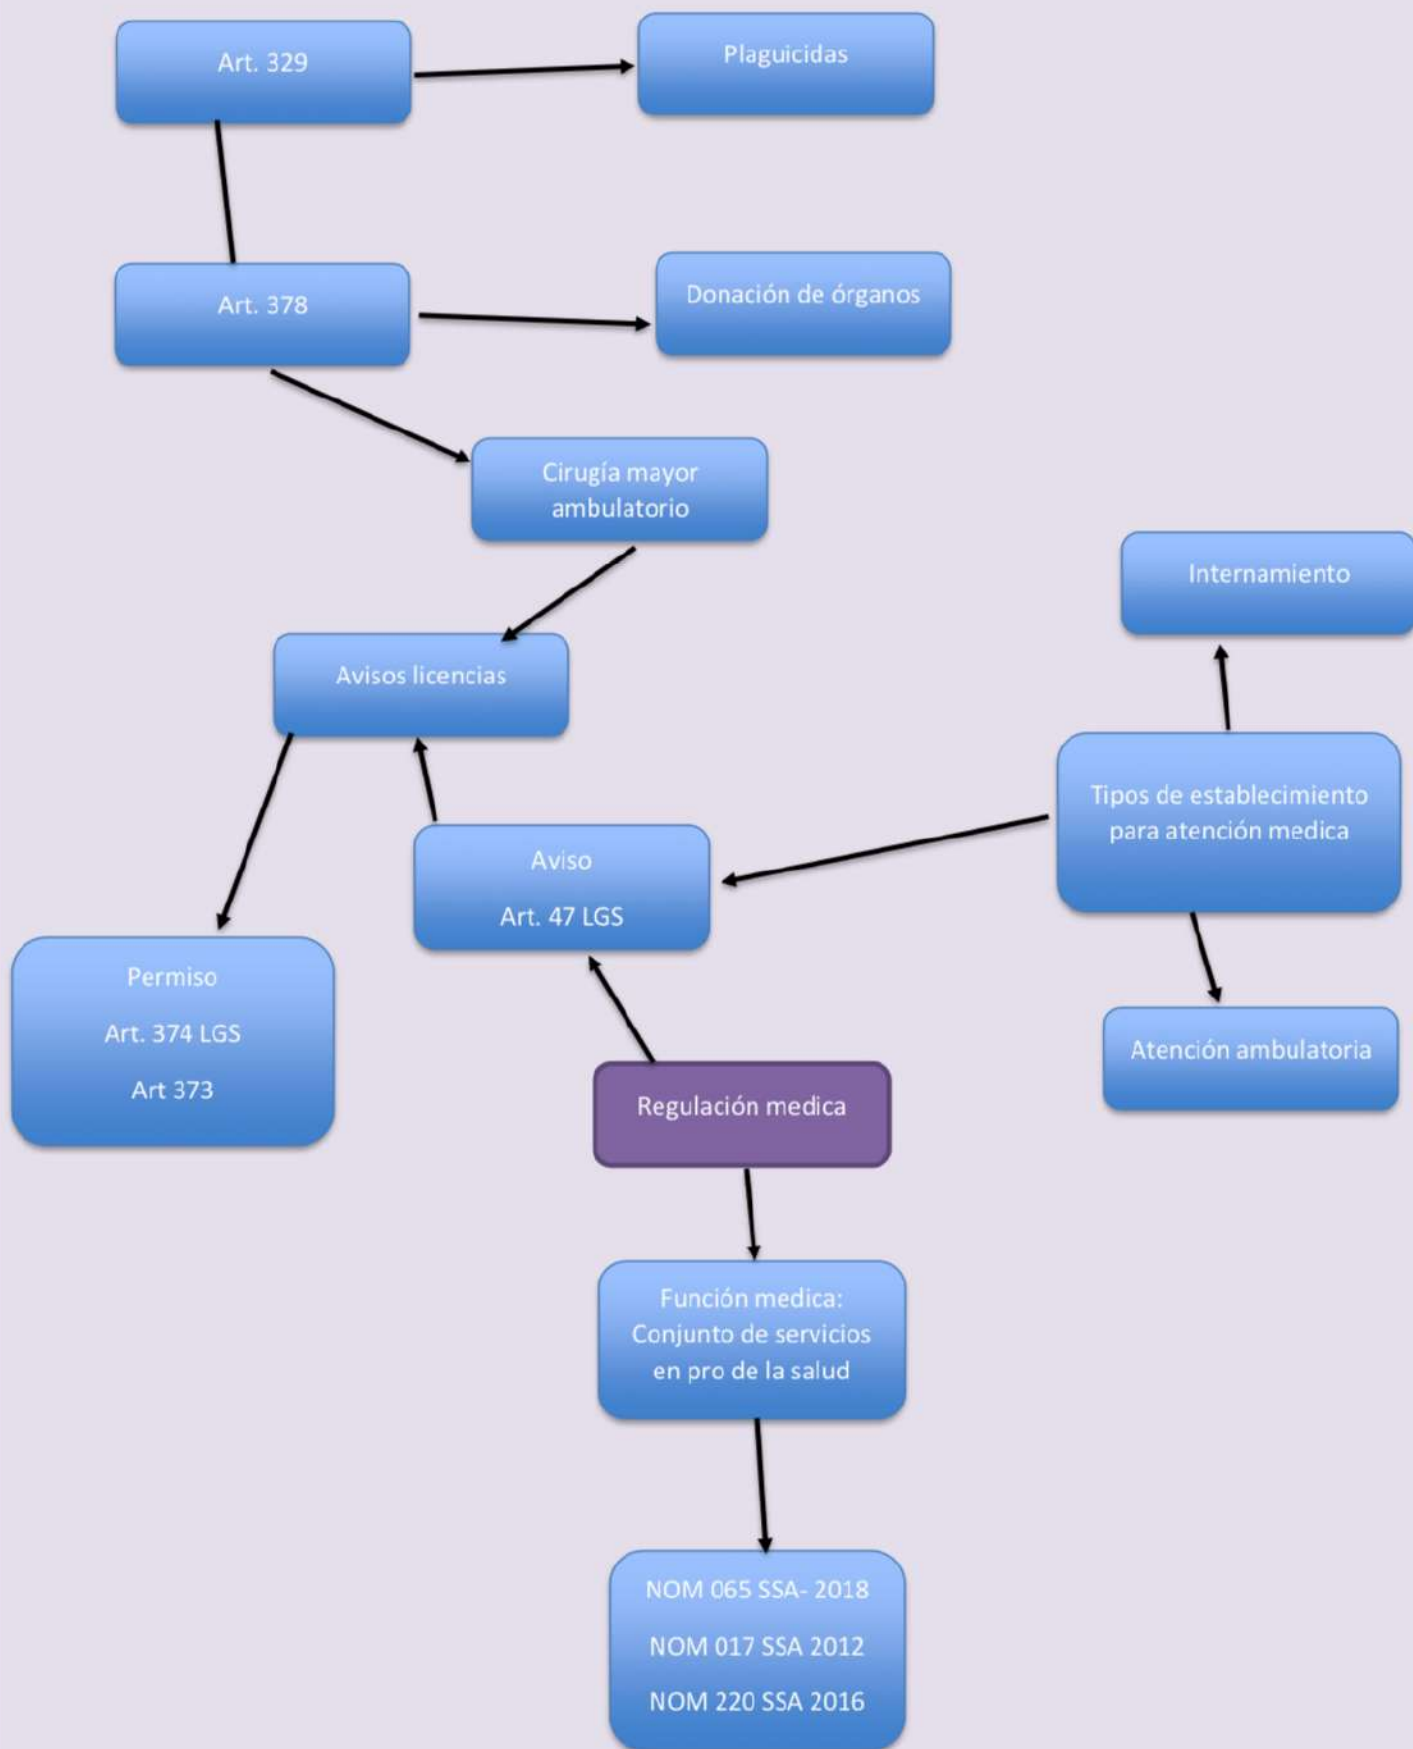 Art. 329
Plaguicidas
Art. 378
Donación de órganos
Cirugía mayor
ambulatorio
Internamiento
Avisos licencias
Tipos de establecimiento
para atención medica
Aviso
Art. 47 LGS
Permiso
Art. 374 LGS
Art 373
Atención ambulatoria
Regulación medica
Función medica:
Conjunto de servicios
en pro de la salud
NOM 065 SSA- 2018
NOM 017 SSA 2012
NOM 220 SSA 2016